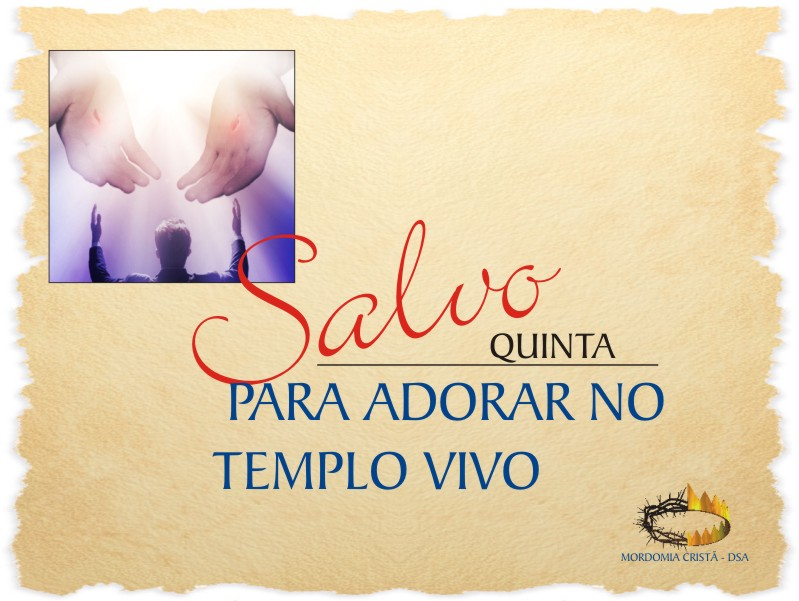 Salvo
QUINTA
PARA ADORAR NO
TEMPLO VIVO
MORDOMIA CRISTÃ - DSA